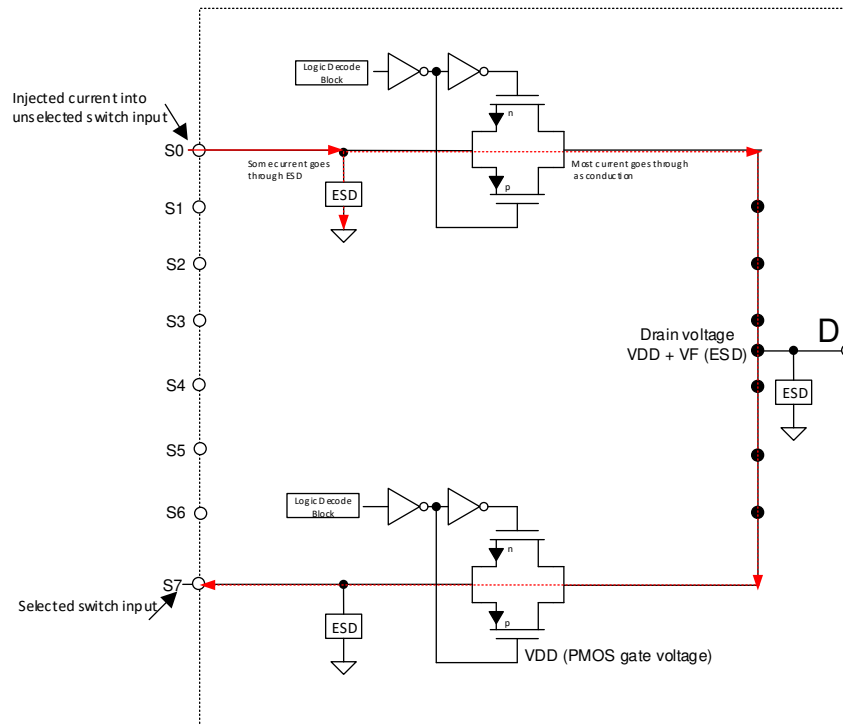 Logic Decode
Block
Injected current into
unselected switch input
n
S0
Some current goes
through ESD
Most current goes through
as conduction
p
ESD
S1
S2
S3
Drain voltage
VDD + VF (ESD)
D
S4
ESD
S5
S6
Logic Decode
Block
n
S7
Selected switch input
p
ESD
VDD (PMOS gate voltage)